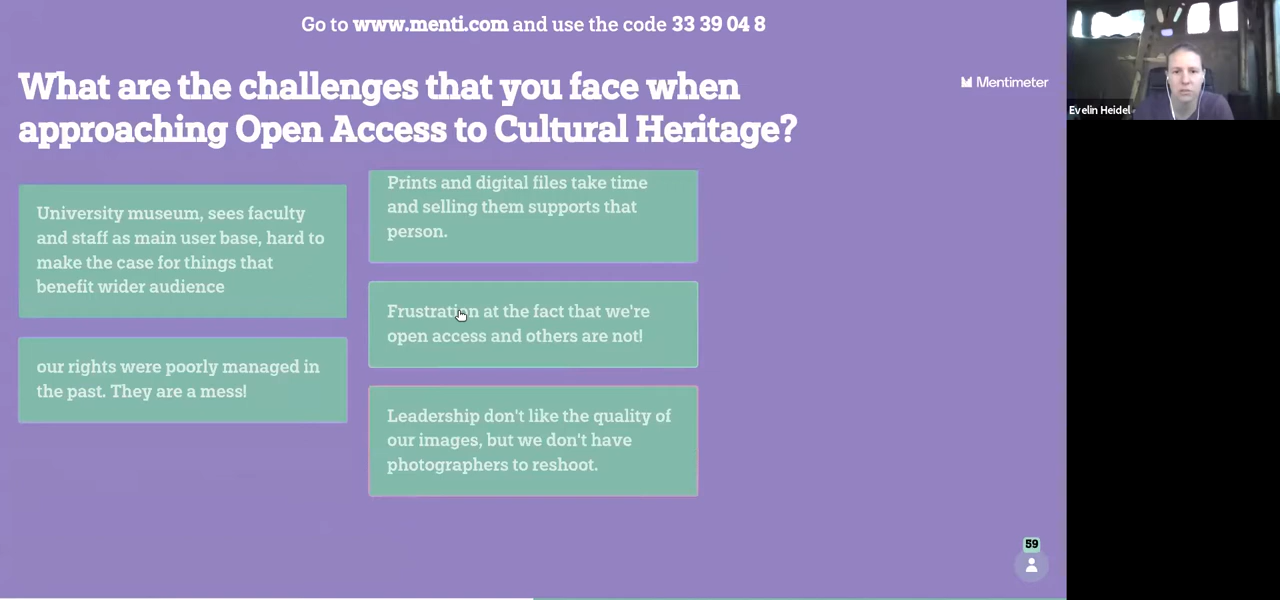 Go to www.menti.com and use the code 33 39 04 8
What are the challenges that you face when
approaching Open Access to Cultural Heritage?
Mentimeter
Evelin Heidel
University museum, sees faculty
and staff as main user base, hard to
make the case for things that
benefit wider audience
our rights were poorly managed in
the past. They are a mess!
Prints and digital files take time
and selling them supports that
person.
Frustration at the fact that we're
open access and others are not!
Leadership don't like the quality of
our images, but we don't have
photographers to reshoot.
59